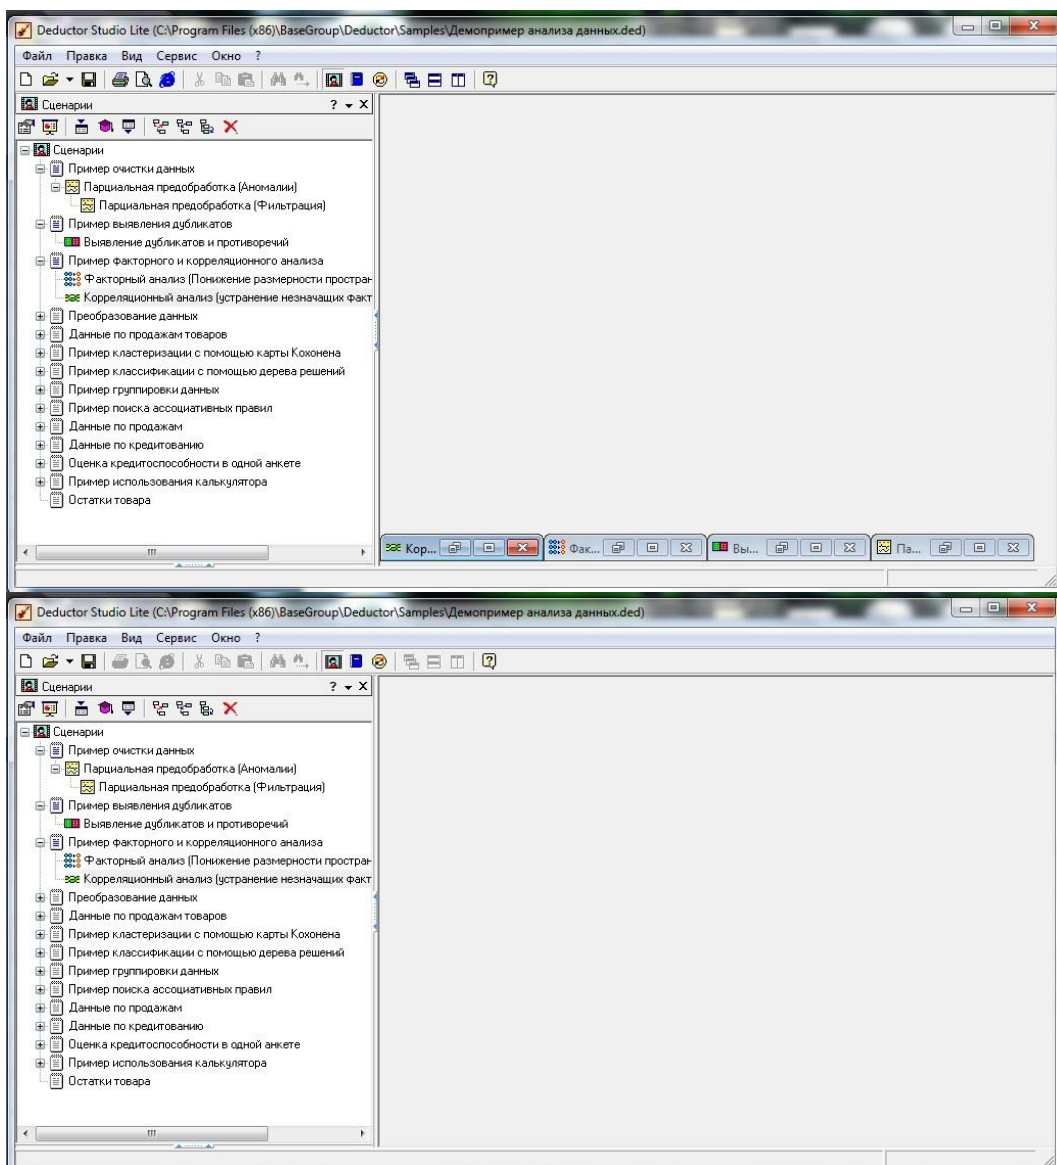 Deductor Studio Lite (C:\Program Files (x86)\BaseGroup\Deductor\Samples\Демопример анализа данных.ded)
Файл Правка Вид Сервис Окно ?
Сценарии
Сценарии
Пример очистки данных
Парциальная предобработка (Аномалии)
Парциальная предобработка (Фильтрация)
Пример выявления дубликатов
Выявление дубликатов и противоречий
Пример факторного и корреляционного анализа
Факторный анализ (Понижение размерности простран
Корреляционный анализ (устранение незначащих факт
Преобразование данных
Данные по продажам товаров
Пример кластеризации с помощью карты Кохонена
Пример классификации с помощью дерева решений
Пример группировки данных
Пример поиска ассоциативных правил
Данные по продажам
Данные по кредитованию
Оценка кредитоспособности в одной анкете
Пример использования калькулятора
Остатки товара
Кор... Фак... Вы... Па...
Deductor Studio Lite (C:\Program Files (x86)\BaseGroup\Deductor\Samples\Демопример анализа данных.ded)
Файл Правка Вид Сервис Окно ?
Сценарии
Сценарии
Пример очистки данных
Парциальная предобработка (Аномалии)
Парциальная предобработка (Фильтрация)
Пример выявления дубликатов
Выявление дубликатов и противоречий
Пример факторного и корреляционного анализа
Факторный анализ (Понижение размерности простран
Корреляционный анализ (устранение незначащих факт
Преобразование данных
Данные по продажам товаров
Пример кластеризации с помощью карты Кохонена
Пример классификации с помощью дерева решений
Пример группировки данных
Пример поиска ассоциативных правил
Данные по продажам
Данные по кредитованию
Оценка кредитоспособности в одной анкете
Пример использования калькулятора
Остатки товара